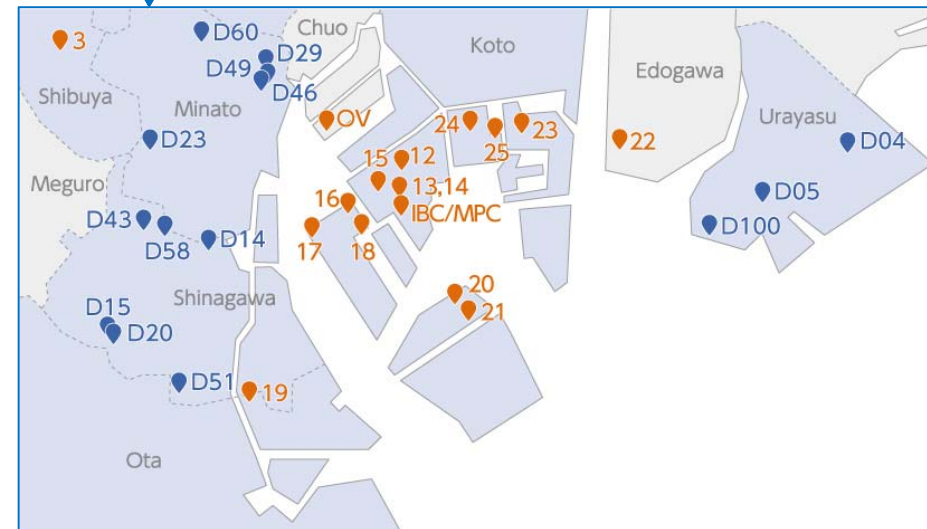 3
D60
Chuo
D29
D49
D46
Koto
Edogawa
Shibuya
Minato
OV
24
25
23
22
Urayasu
D04
D23
15
12
13,14
IBC/MPC
16
17
18
Meguro
D43
D58
D14
D05
D100
Shinagawa
20
21
D15
D20
D51
19
Ota